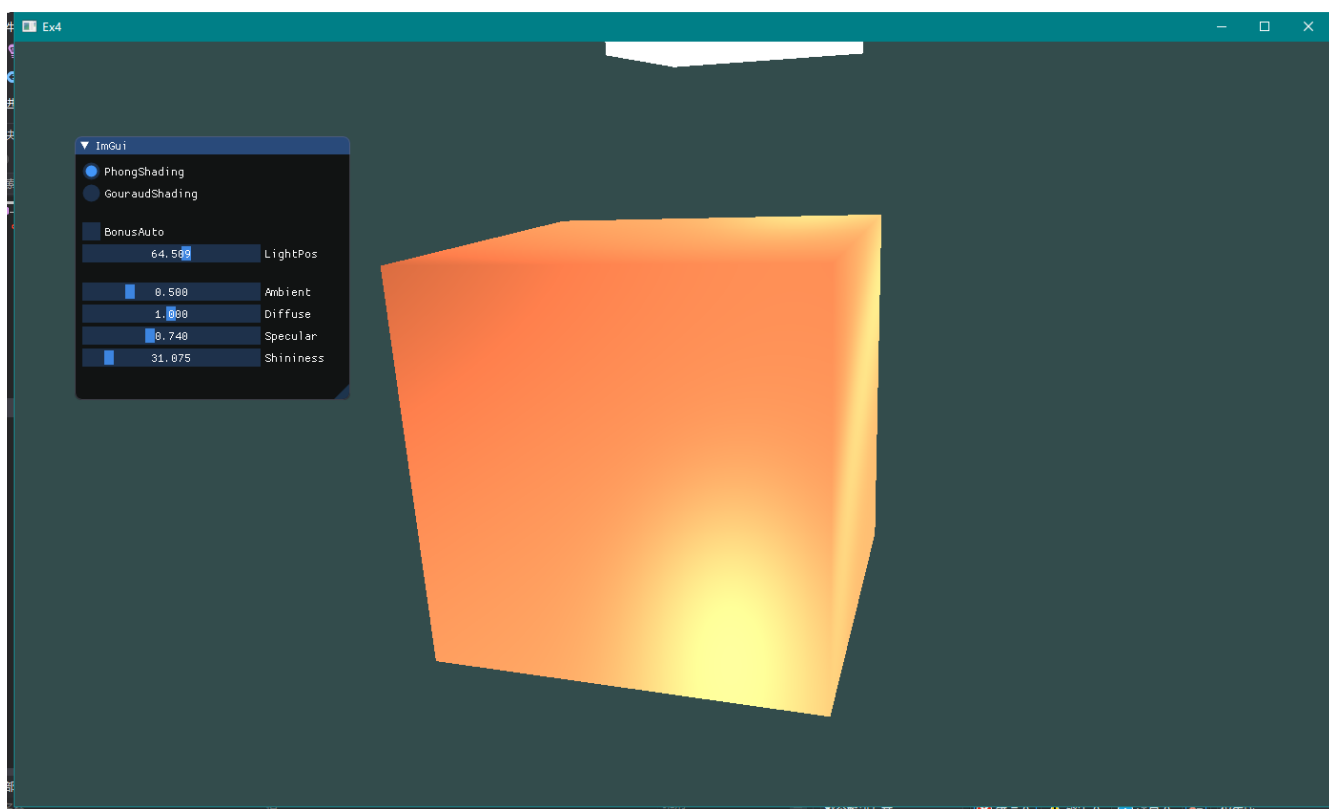 Ex4
ImGui
PhongShading
GouraudShading
BonusAuto
64.509 LightPos
0.500 Ambient
1.000 Diffuse
0.740 Specular
31.075 Shininess